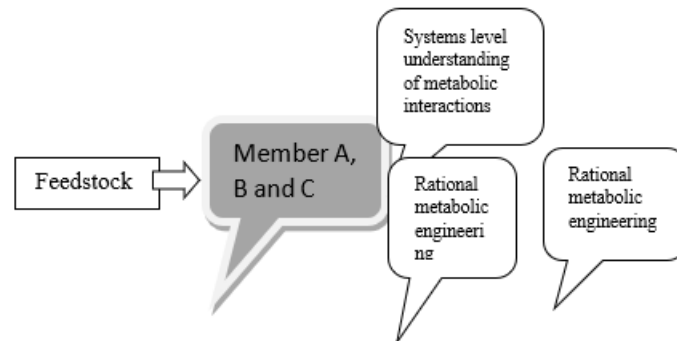 Feedstock
Member A,
B and C
Systems level
understanding
of metabolic
interactions
Rational
metabolic
engineeri
ng
Rational
metabolic
engineering